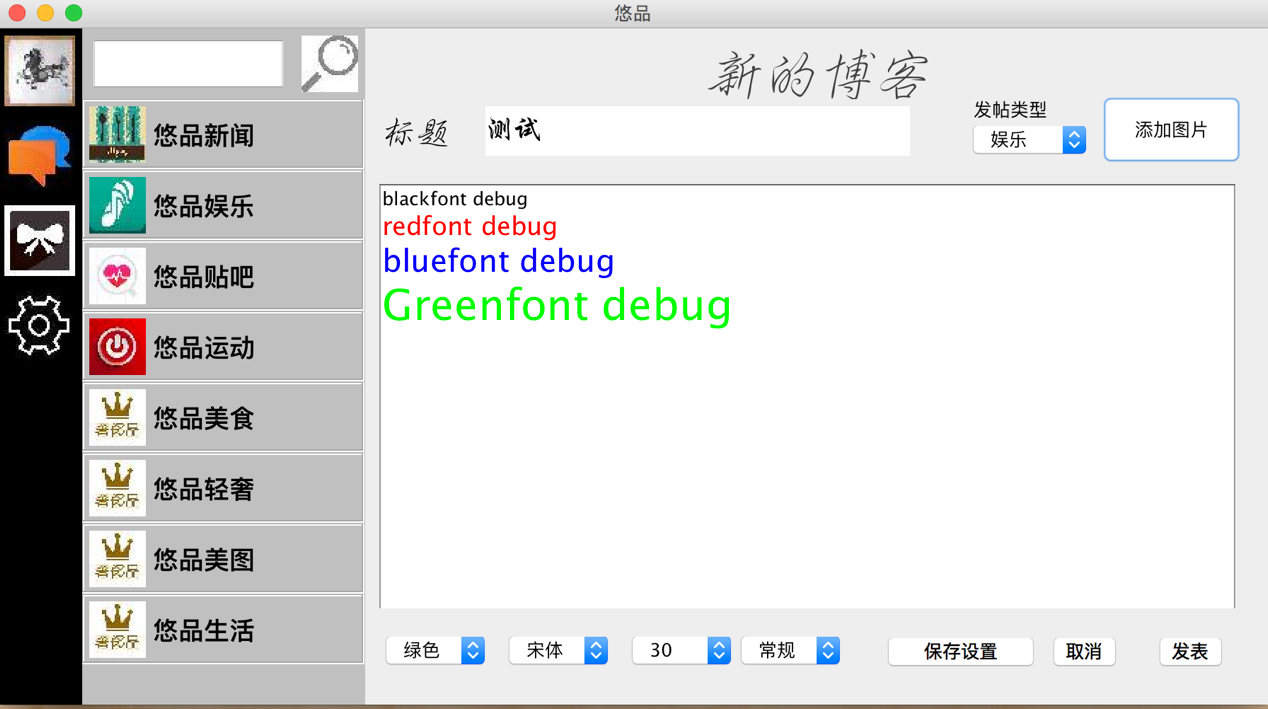 悠品
悠品新闻
悠品娱乐
悠品贴吧
悠品运动
悠品美食
悠品轻奢
悠品美图
悠品生活
新的博客
标题
测试
发帖类型
娱乐
添加图片
blackfont debug
redfont debug
bluefont debug
Greenfont debug
绿色
宋体
30
常规
保存设置
取消
发表